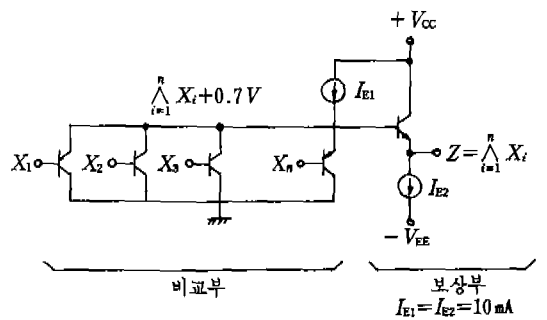 + V_CC
n
∧ X_i+0.7V
i=1
I_E1
X_1
X_2
X_3
X_n
n
Z=∧ X_i
i=1
I_E2
− V_EE
비교부
보상부
I_E1=I_E2=10 mA